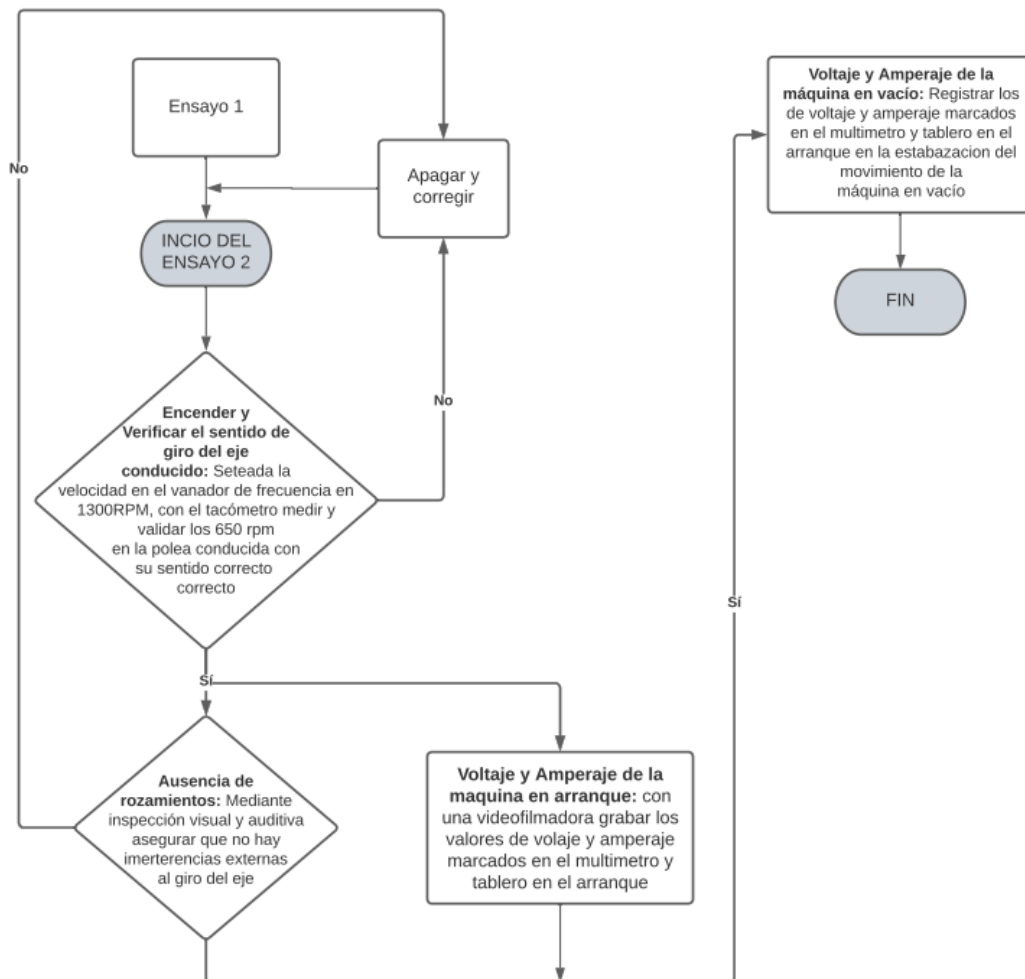 Ensayo 1
Apagar y
corregir
INCIO DEL
ENSAYO 2
No
No
Encender y
Verificar el sentido de
giro del eje
conducido: Seteada la
velocidad en el vanador de frecuencia en
1300RPM, con el tacómetro medir y
validar los 650 rpm
en la polea conducida con
su sentido correcto
correcto
Sí
Ausencia de
rozamientos: Mediante
inspección visual y auditiva
asegurar que no hay
imerterencias externas
al giro del eje
Voltaje y Amperaje de la
maquina en arranque: con
una videofilmadora grabar los
valores de volaje y amperaje
marcados en el multimetro y
tablero en el arranque
Sí
Voltaje y Amperaje de la
máquina en vacío: Registrar los
de voltaje y amperaje marcados
en el multimetro y tablero en el
arranque en la estabazacion del
movimiento de la
máquina en vacío
FIN